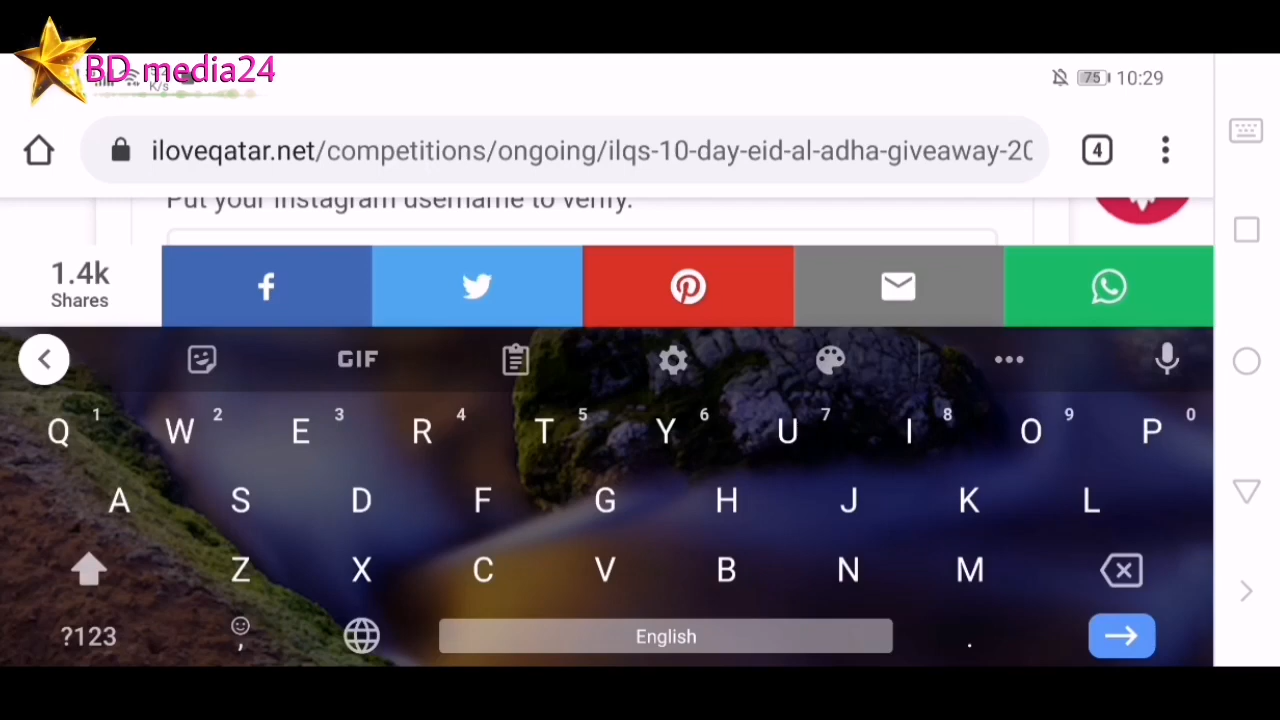 BD media24
K/s
75 10:29
iloveqatar.net/competitions/ongoing/ilqs-10-day-eid-al-adha-giveaway-20
4
Put your Instagram username to verify.
1.4k
Shares
GIF
Q 1 W 2 E 3 R 4 T 5 Y 6 U 7 I 8 O 9 P 0
A S D F G H J K L
Z X C V B N M
?123 , English .